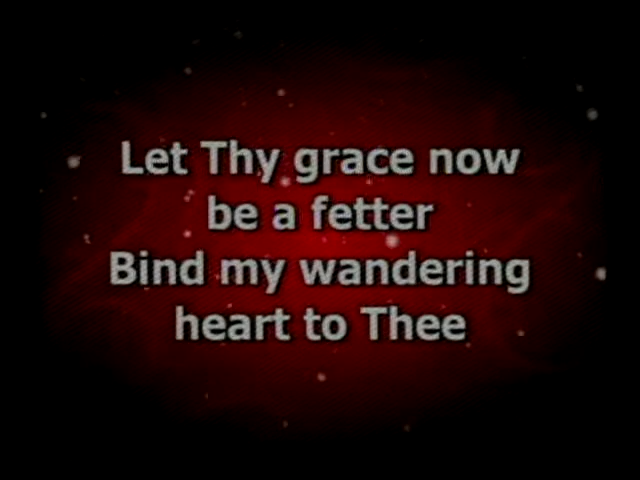 Let Thy grace now
be a fetter
Bind my wandering
heart to Thee